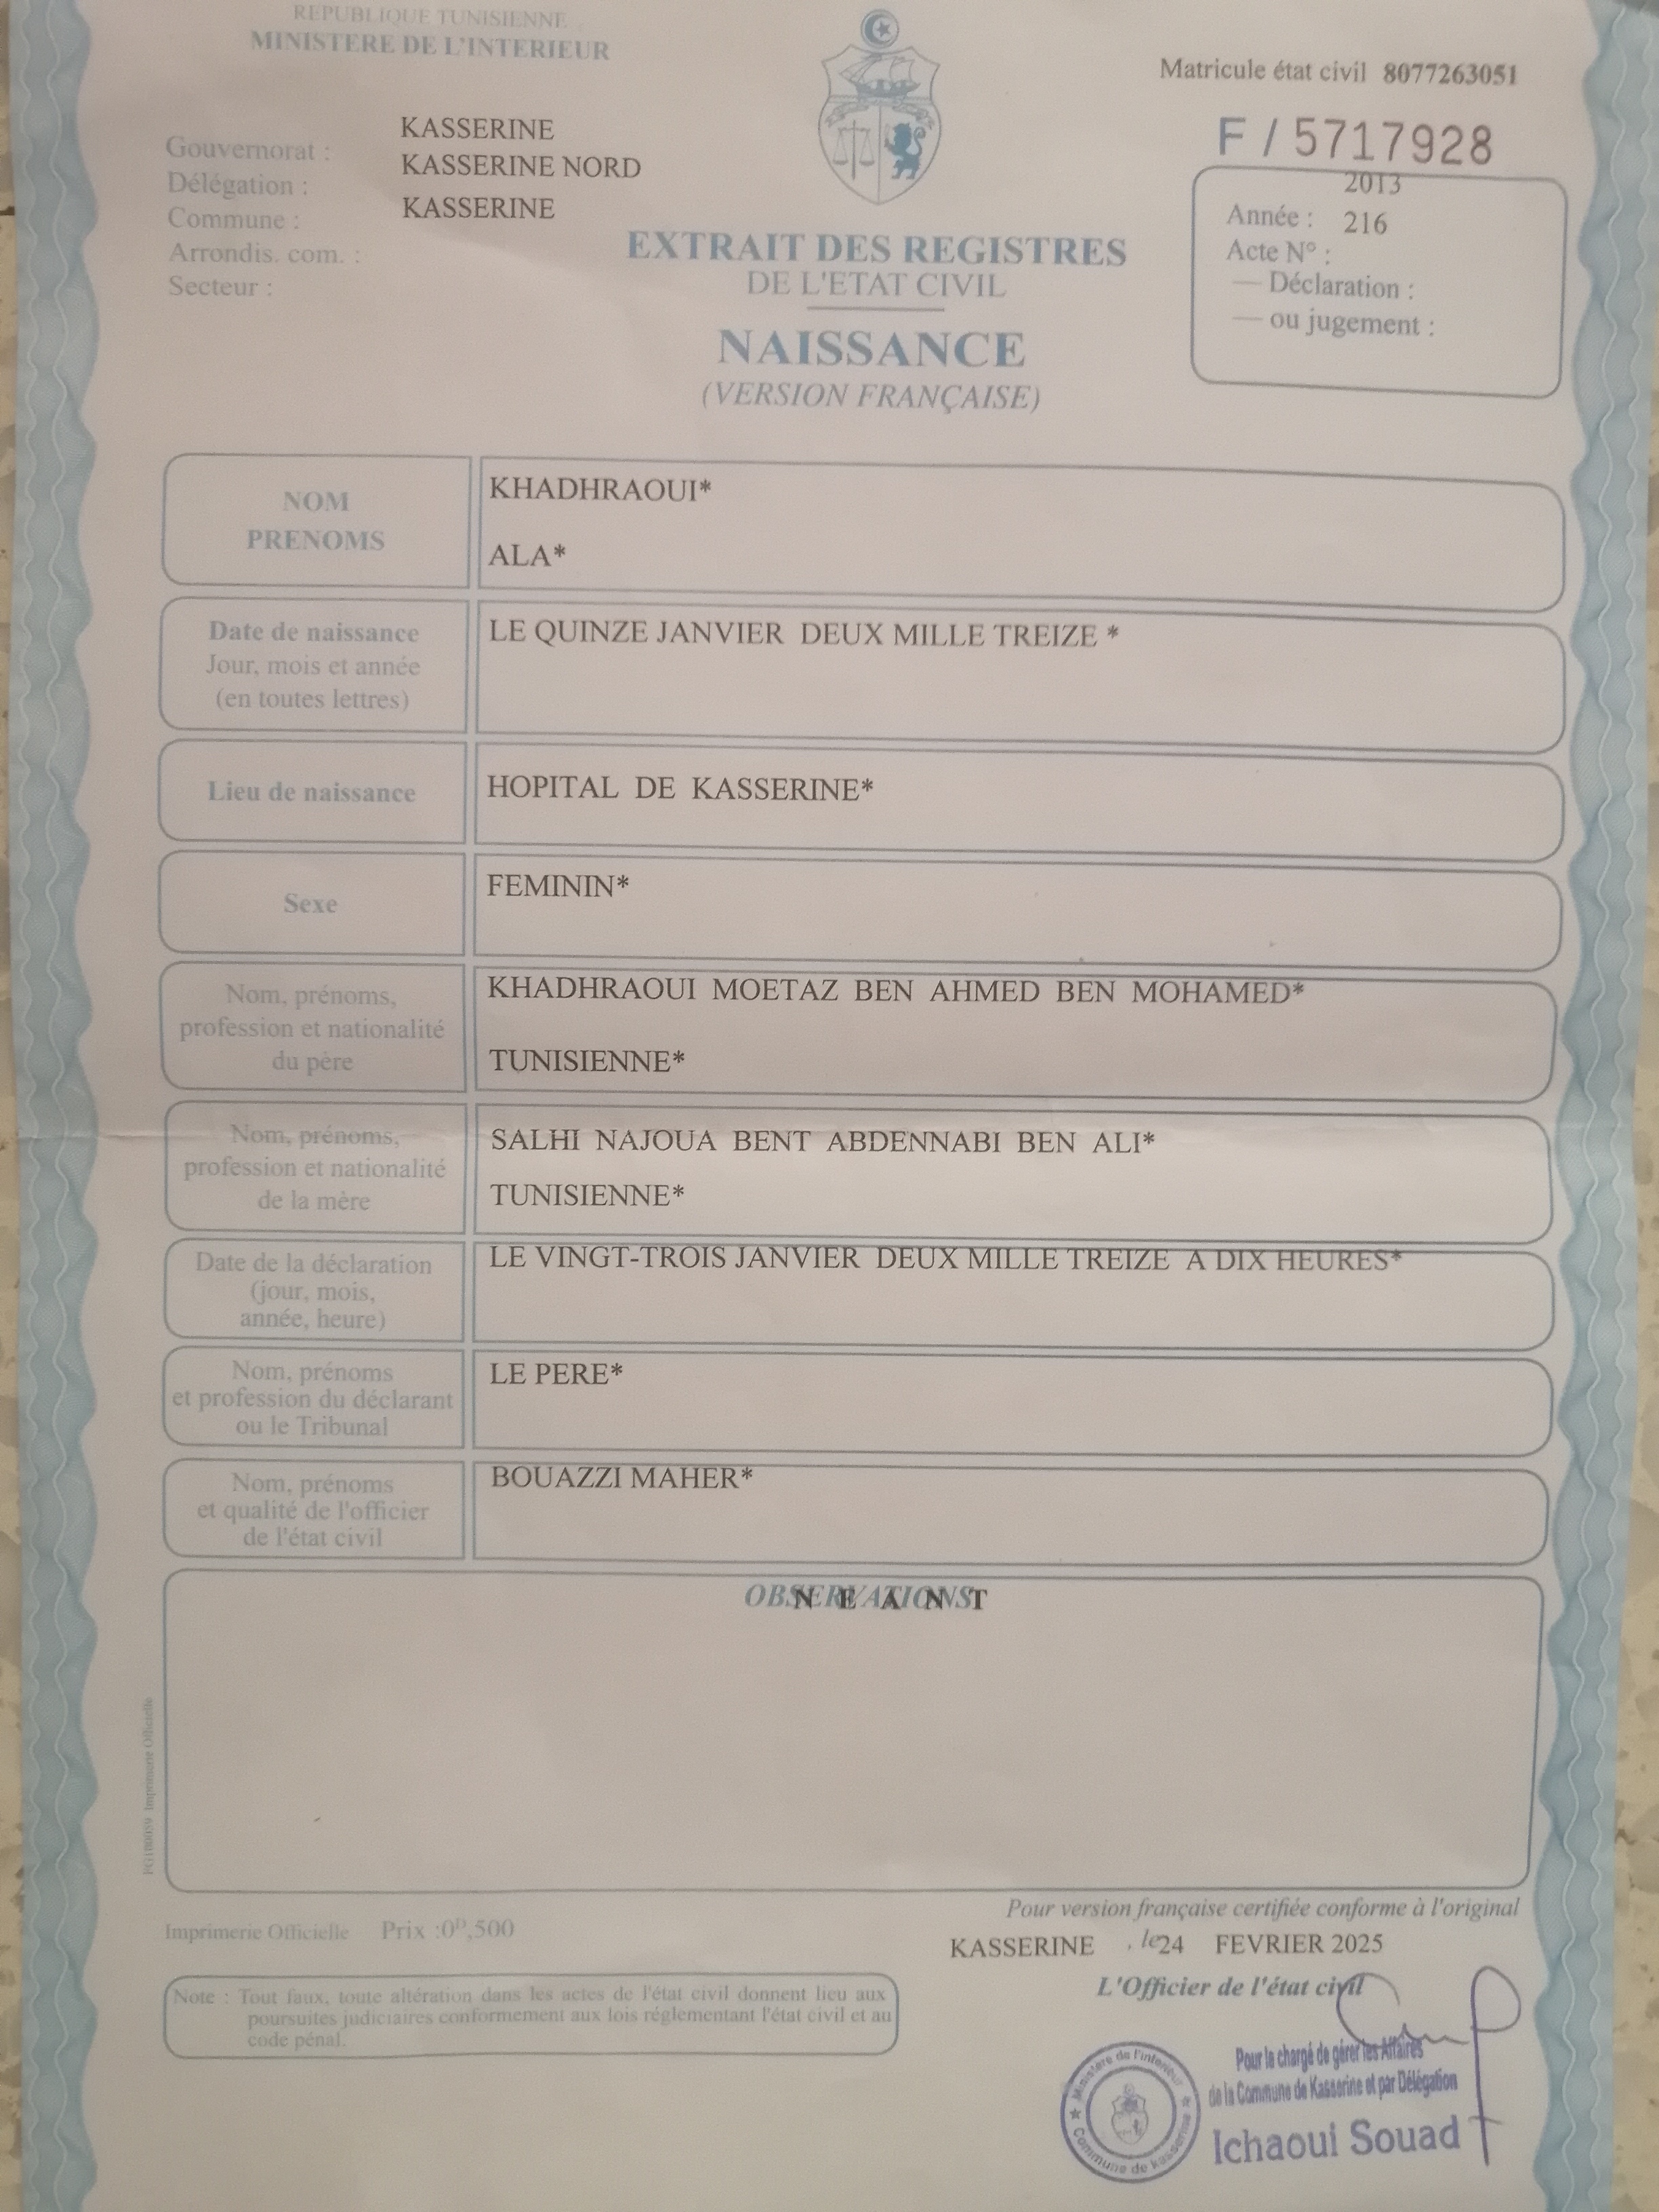 REPUBLIQUE TUNISIENNE
MINISTERE DE L'INTERIEUR
Matricule état civil 8077263051
F / 5717928
Gouvernorat : KASSERINE
Délégation : KASSERINE NORD
Commune : KASSERINE
Arrondis. com. :
Secteur :
2013
Année : 216
Acte N° :
— Déclaration :
— ou jugement :
EXTRAIT DES REGISTRES
DE L'ETAT CIVIL
NAISSANCE
(VERSION FRANÇAISE)
NOM
PRENOMS
KHADHRAOUI*
ALA*
Date de naissance
Jour, mois et année
(en toutes lettres)
LE QUINZE JANVIER DEUX MILLE TREIZE *
Lieu de naissance
HOPITAL DE KASSERINE*
Sexe
FEMININ*
Nom, prénoms,
profession et nationalité
du père
KHADHRAOUI MOETAZ BEN AHMED BEN MOHAMED*
TUNISIENNE*
Nom, prénoms,
profession et nationalité
de la mère
SALHI NAJOUA BENT ABDENNABI BEN ALI*
TUNISIENNE*
Date de la déclaration
(jour, mois,
année, heure)
LE VINGT-TROIS JANVIER DEUX MILLE TREIZE A DIX HEURES*
Nom, prénoms
et profession du déclarant
ou le Tribunal
LE PERE*
Nom, prénoms
et qualité de l'officier
de l'état civil
BOUAZZI MAHER*
OBSERVATIONS
N E A N T
Imprimerie Officielle
Pour version française certifiée conforme à l'original
Imprimerie Officielle Prix :0D,500
KASSERINE , le 24 FEVRIER 2025
L'Officier de l'état civil
Note : Tout faux, toute altération dans les actes de l'état civil donnent lieu aux
poursuites judiciaires conformement aux lois réglementant l'état civil et au
code pénal.
Pour le chargé de gérer les Affaires
de la Commune de Kasserine et par Délégation
Ichaoui Souad
Ministere de l'interieur
Commune de kasserine